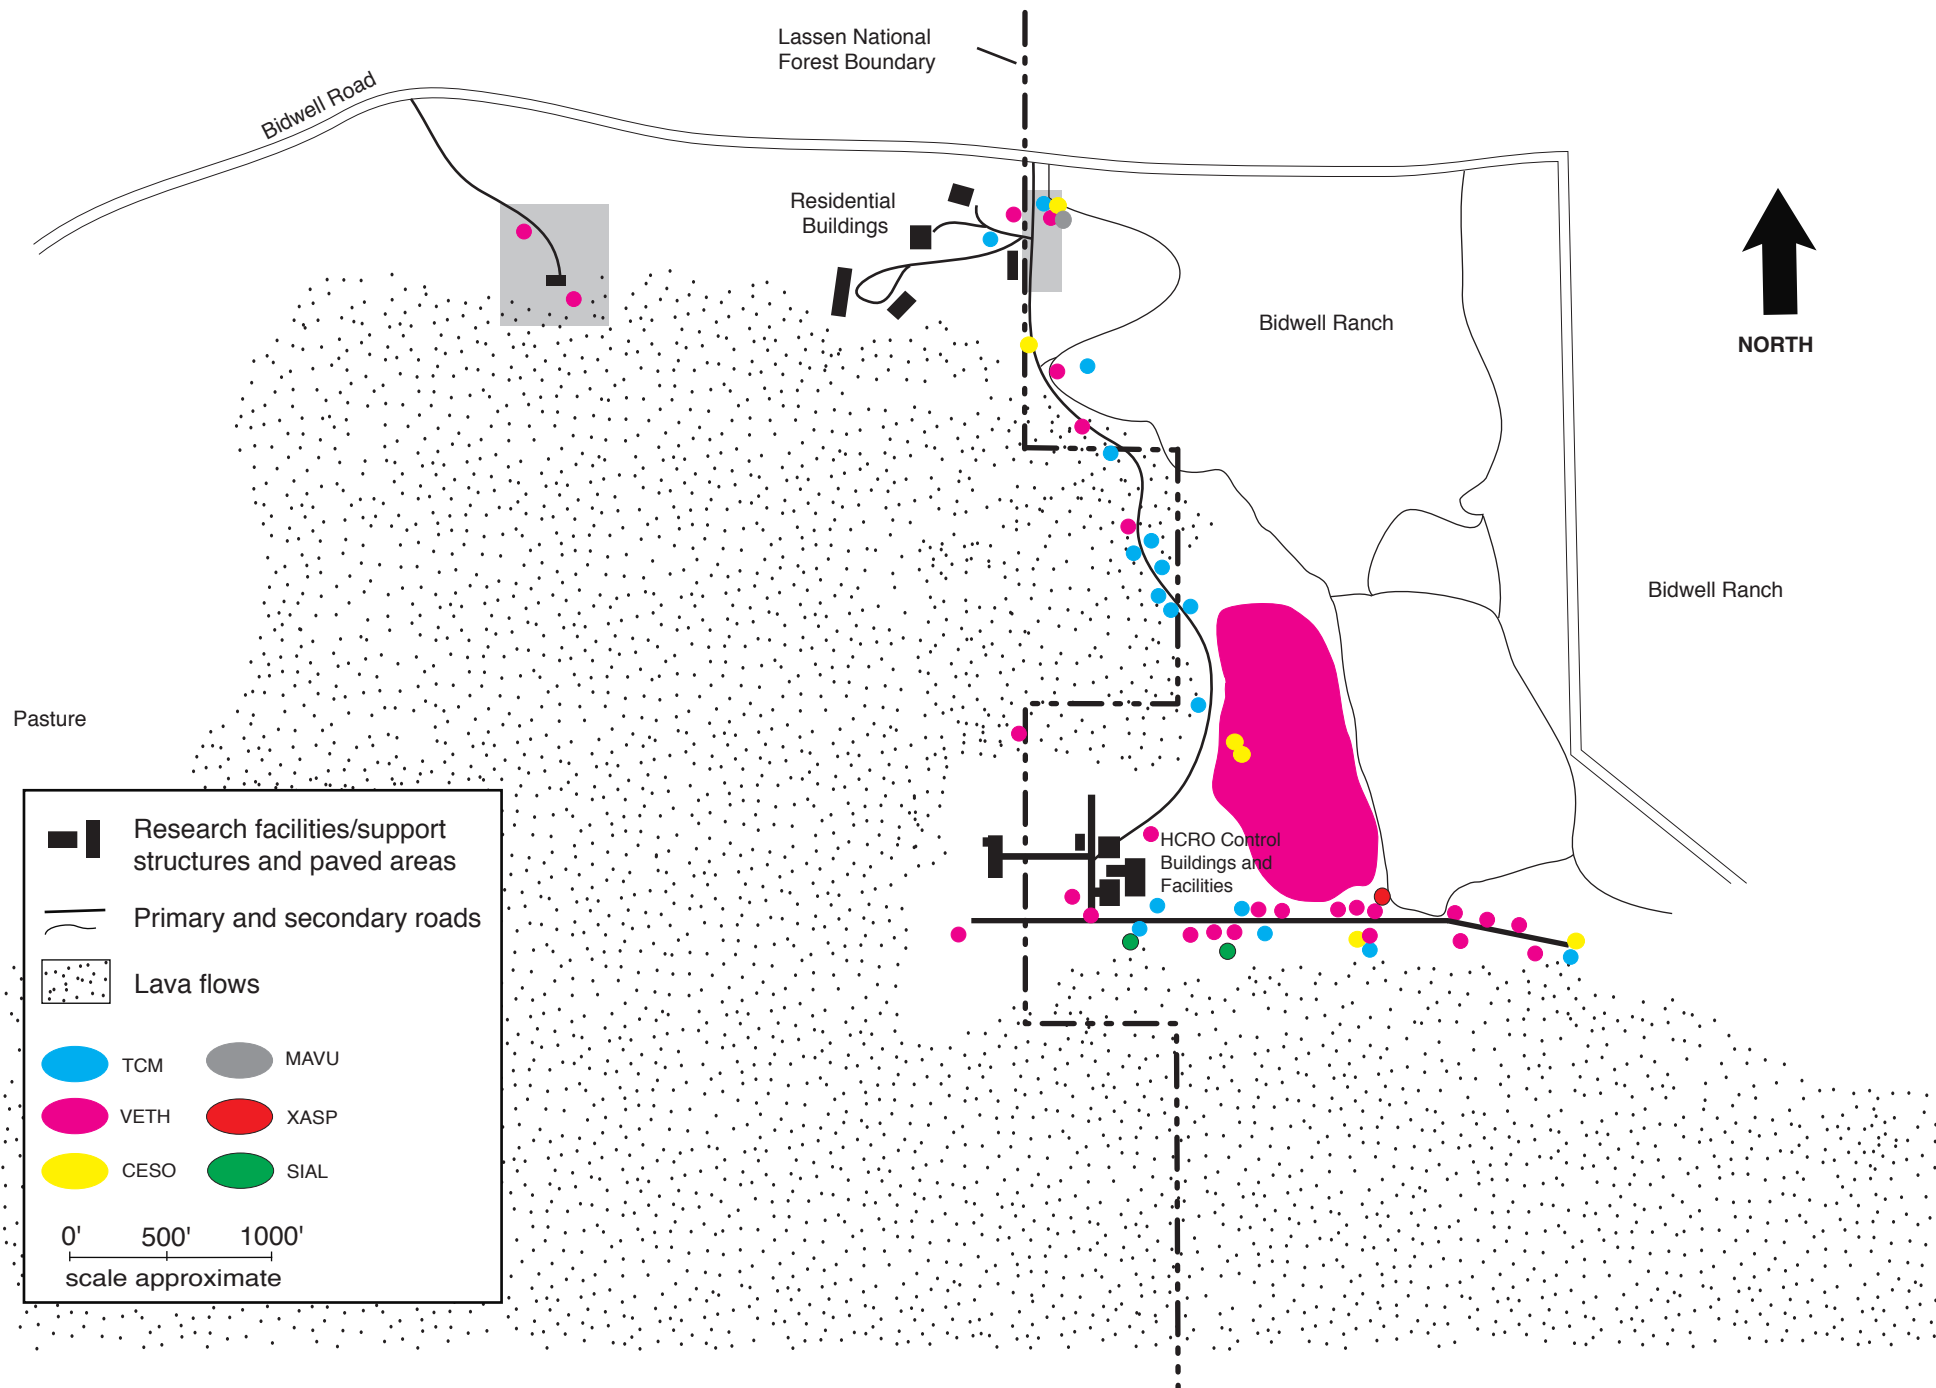 Lassen National
Forest Boundary
Bidwell Road
Residential
Buildings
Bidwell Ranch
NORTH
Bidwell Ranch
Pasture
HCRO Control
Buildings and
Facilities
Research facilities/support
structures and paved areas
Primary and secondary roads
Lava flows
TCM
MAVU
VETH
XASP
CESO
SIAL
0' 500' 1000'
scale approximate